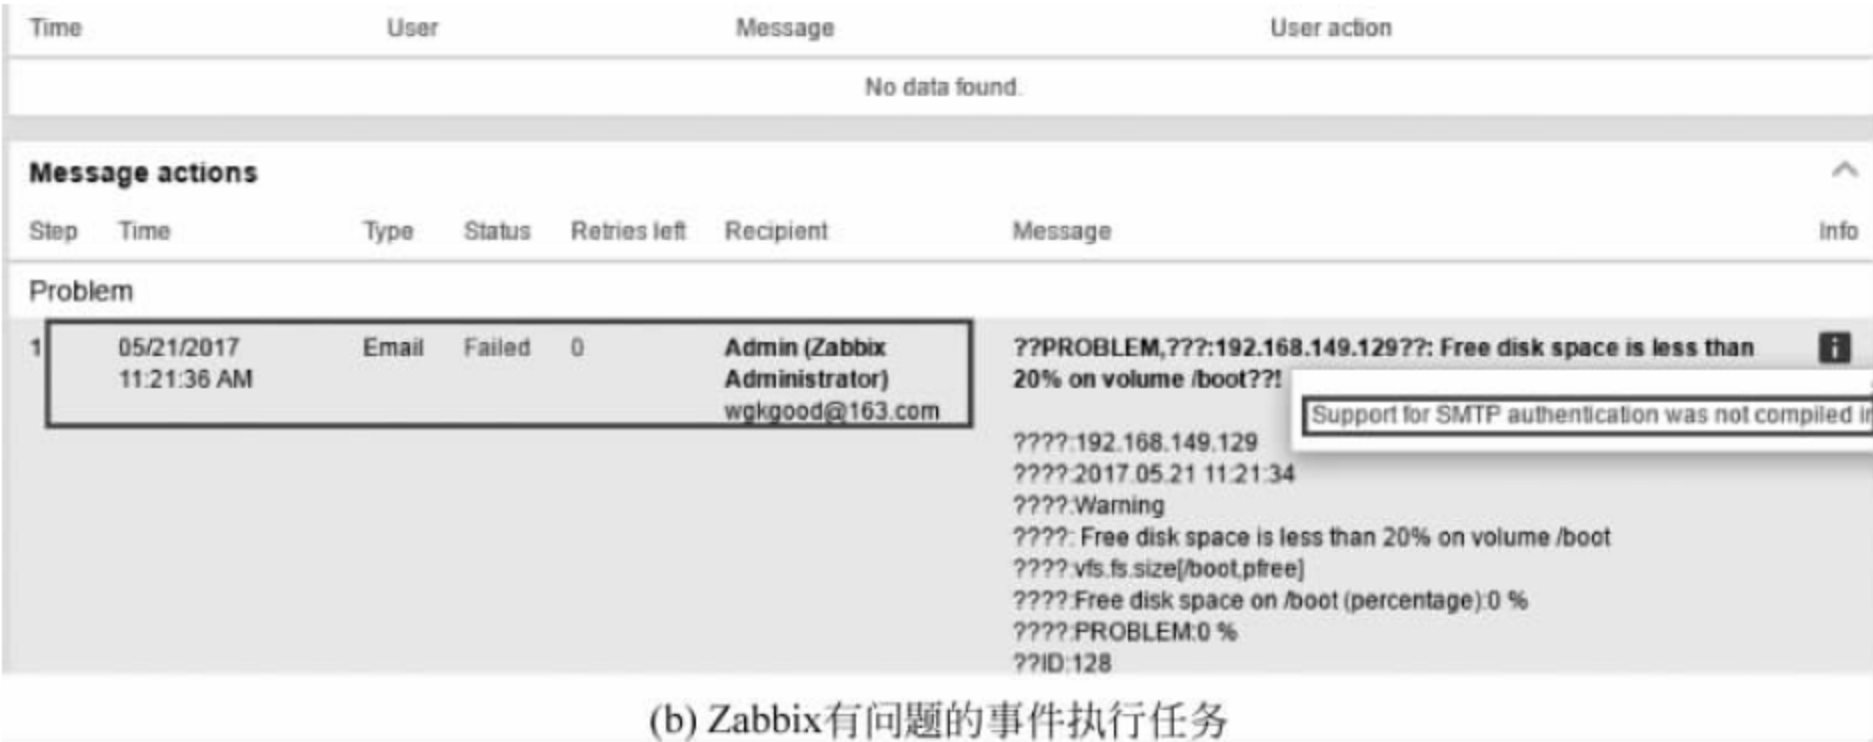 Time User Message User action
No data found.
Message actions
Step Time Type Status Retries left Recipient Message Info
Problem
1 05/21/2017 Email Failed 0 Admin (Zabbix ??PROBLEM,???:192.168.149.129??: Free disk space is less than
11:21:36 AM Administrator) 20% on volume /boot??!
wgkgood@163.com Support for SMTP authentication was not compiled
????:192.168.149.129
????:2017.05.21 11:21:34
????:Warning
????: Free disk space is less than 20% on volume /boot
????:vfs.fs.size[/boot,pfree]
????:Free disk space on /boot (percentage):0 %
????:PROBLEM:0 %
??ID:128
(b) Zabbix有问题的事件执行任务